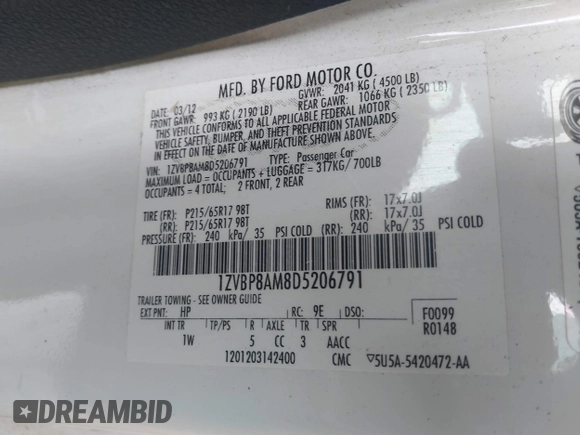 MFD. BY FORD MOTOR CO.
DATE: 03/12 GVWR: 2041 KG (4500 LB)
FRONT GAWR: 993 KG (2190 LB) REAR GAWR: 1066 KG (2350 LB)
THIS VEHICLE CONFORMS TO ALL APPLICABLE FEDERAL MOTOR
VEHICLE SAFETY, BUMPER, AND THEFT PREVENTION STANDARDS
IN EFFECT ON THE DATE OF MANUFACTURE SHOWN ABOVE.
VIN: 1ZVBP8AM8D5206791 TYPE: Passenger Car
MAXIMUM LOAD = OCCUPANTS + LUGGAGE = 317KG/700LB
OCCUPANTS = 4 TOTAL; 2 FRONT, 2 REAR
TIRE (FR): P215/65R17 98T RIMS (FR): 17x7.0J
(RR): P215/65R17 98T (RR): 17x7.0J
PRESSURE (FR): 240 kPa/ 35 PSI COLD (RR): 240 kPa/ 35 PSI COLD
1ZVBP8AM8D5206791
TRAILER TOWING - SEE OWNER GUIDE
EXT PNT: HP RC: 9E DSO: F0099
INT TR TP/PS R AXLE TR SPR R0148
1W 5 CC 3 AACC
1201203142400 CMC ▽5U5A-5420472-AA
DREAMBID